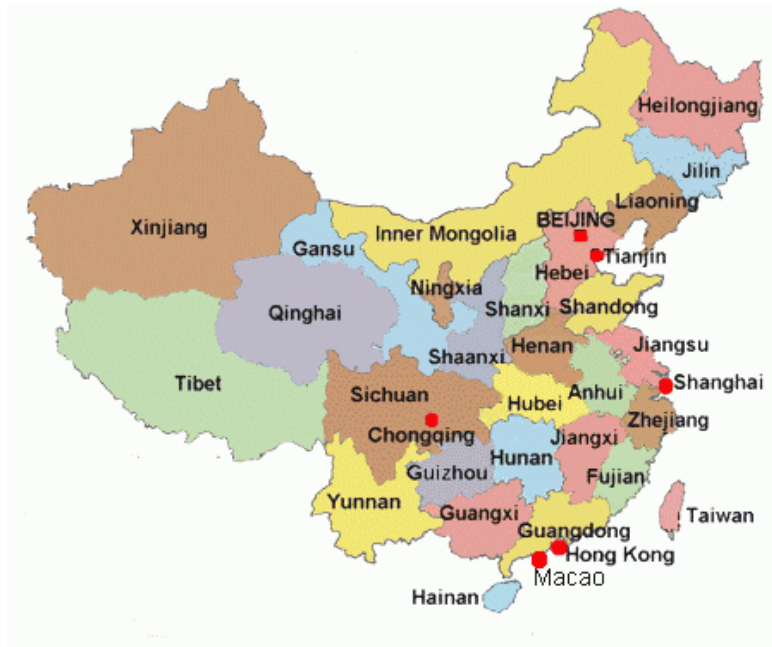 Heilongjiang
Jilin
Liaoning
BEIJING
Xinjiang
Inner Mongolia
Gansu
Tianjin
Hebei
Ningxia
Shanxi
Shandong
Qinghai
Henan
Jiangsu
Shaanxi
Tibet
Shanghai
Sichuan
Anhui
Hubei
Zhejiang
Chongqing
Jiangxi
Hunan
Guizhou
Fujian
Yunnan
Guangxi
Taiwan
Guangdong
Hong Kong
Macao
Hainan